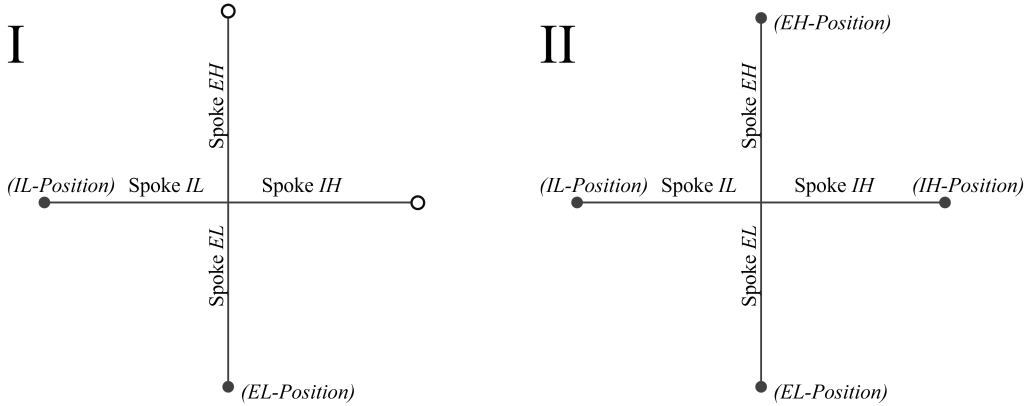 I
Spoke EH
(IL-Position) Spoke IL Spoke IH
Spoke EL
(EL-Position)
II
(EH-Position)
Spoke EH
(IL-Position) Spoke IL Spoke IH (IH-Position)
Spoke EL
(EL-Position)